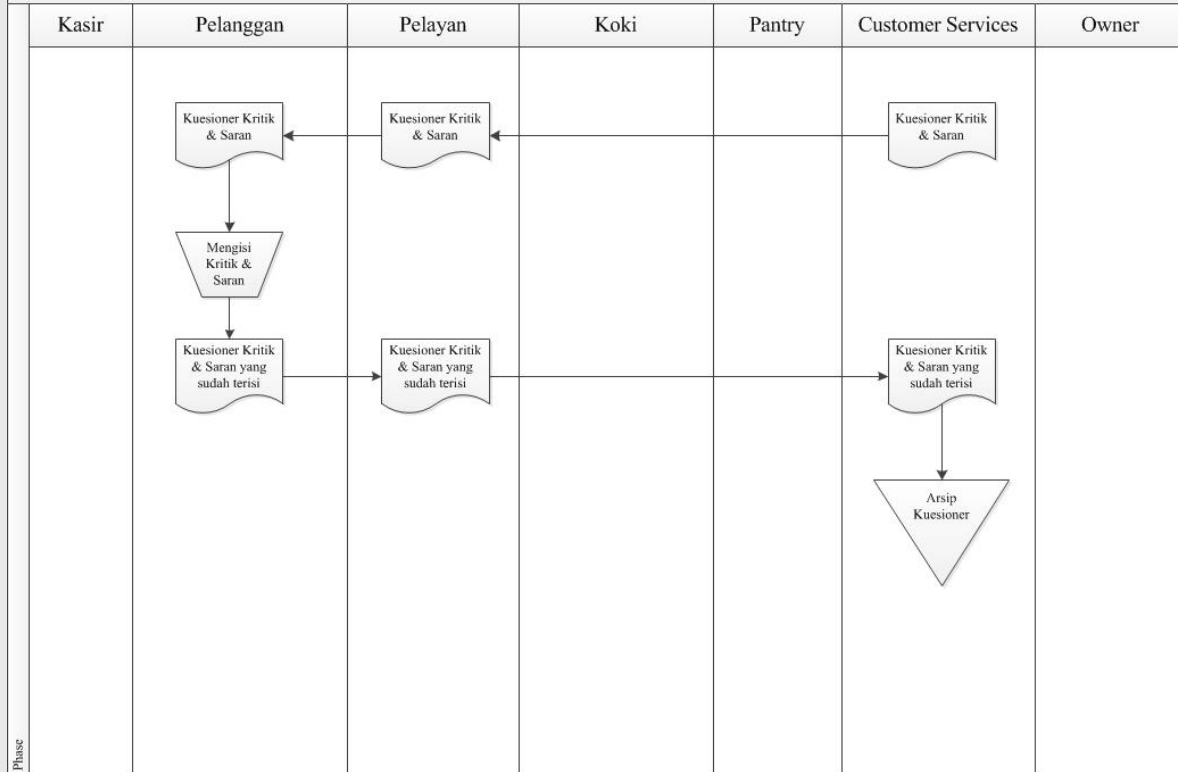 Kasir
Pelanggan
Pelayan
Koki
Pantry
Customer Services
Owner
Kuesioner Kritik
& Saran
Kuesioner Kritik
& Saran
Kuesioner Kritik
& Saran
Mengisi
Kritik &
Saran
Kuesioner Kritik
& Saran yang
sudah terisi
Kuesioner Kritik
& Saran yang
sudah terisi
Kuesioner Kritik
& Saran yang
sudah terisi
Arsip
Kuesioner
Phase